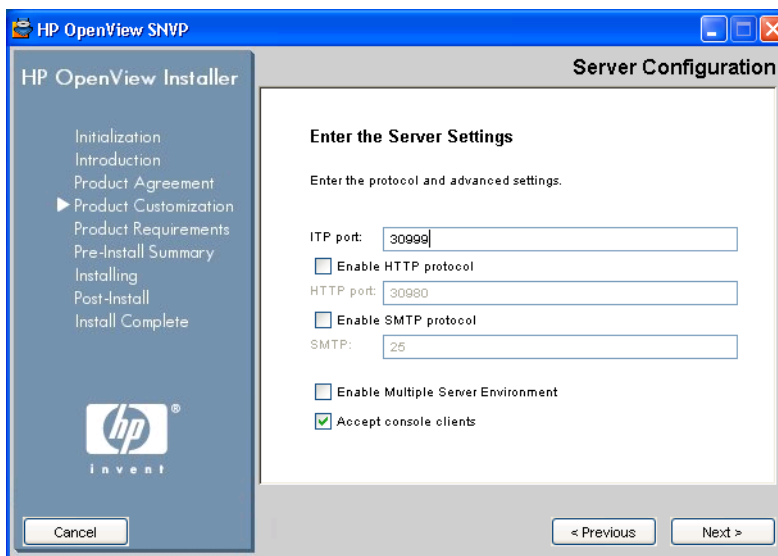 HP OpenView SNVP
HP OpenView Installer
Initialization
Introduction
Product Agreement
Product Customization
Product Requirements
Pre-Install Summary
Installing
Post-Install
Install Complete
hp
®
invent
Cancel
Server Configuration
Enter the Server Settings
Enter the protocol and advanced settings.
ITP port: 30999
Enable HTTP protocol
HTTP port: 30980
Enable SMTP protocol
SMTP: 25
Enable Multiple Server Environment
Accept console clients
< Previous
Next >